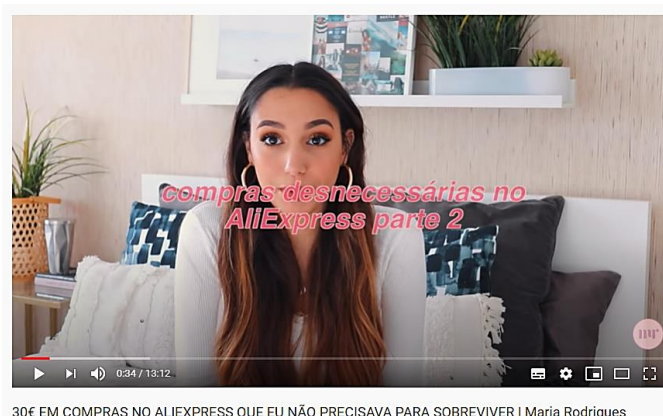 compras desnecessárias no
AliExpress parte 2
mr
0:34 / 13:12
30€ EM COMPRAS NO ALIEXPRESS QUE EU NÃO PRECISAVA PARA SOBREVIVER | Maria Rodrigues